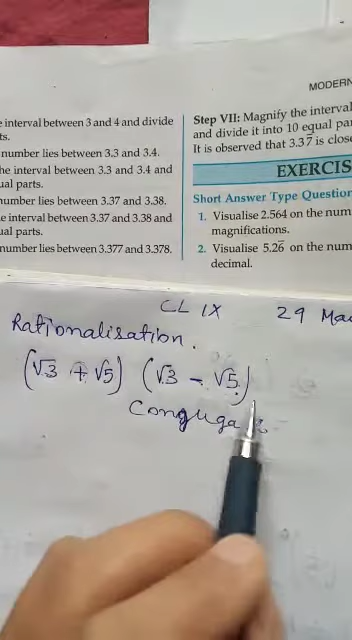 MODERN
e interval between 3 and 4 and divide
ts.
number lies between 3.3 and 3.4.
he interval between 3.3 and 3.4 and
ual parts.
number lies between 3.37 and 3.38.
e interval between 3.37 and 3.38 and
ual parts.
number lies between 3.377 and 3.378.
Step VII: Magnify the interval
and divide it into 10 equal par
It is observed that 3.37̅ is close
EXERCIS
Short Answer Type Question
1. Visualise 2.564 on the num
magnifications.
2. Visualise 5.26̅ on the num
decimal.
CL IX 29 Ma
Rationalisation.
(√3 + √5) (√3 - √5)
Conguga